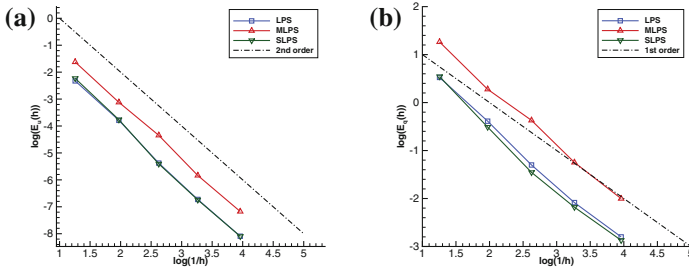 (a)
LPS
MLPS
SLPS
2nd order
0
-1
-2
-3
-4
-5
-6
-7
-8
log(E_u(h))
1 1.5 2 2.5 3 3.5 4 4.5 5
log(1/h)
(b)
LPS
MLPS
SLPS
1st order
2
1
0
-1
-2
-3
log(E_q(h))
1 1.5 2 2.5 3 3.5 4 4.5 5
log(1/h)